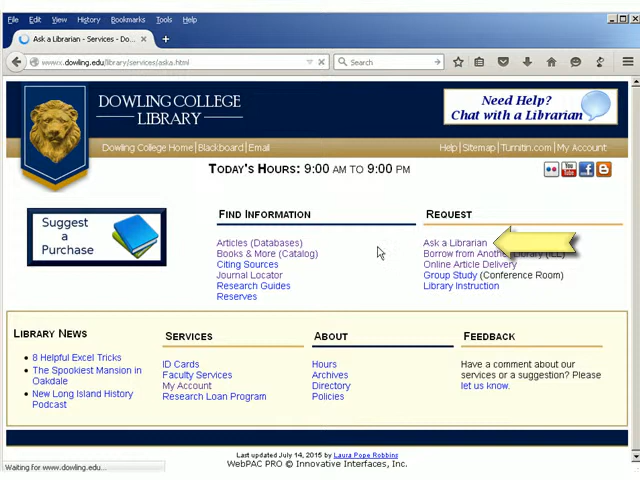 File Edit View History Bookmarks Tools Help
Ask a Librarian - Services - Do...
www.dowling.edu/library/services/aska.html
Search
DOWLING COLLEGE
LIBRARY
Need Help?
Chat with a Librarian
Dowling College Home | Blackboard | Email
Help | Sitemap | Turnitin.com | My Account
TODAY'S HOURS: 9:00 AM TO 9:00 PM
You
Tube
f
Suggest
a
Purchase
FIND INFORMATION
Articles (Databases)
Books & More (Catalog)
Citing Sources
Journal Locator
Research Guides
Reserves
REQUEST
Ask a Librarian
Borrow from Another Library (ILL)
Online Article Delivery
Group Study (Conference Room)
Library Instruction
LIBRARY NEWS
8 Helpful Excel Tricks
The Spookiest Mansion in
Oakdale
New Long Island History
Podcast
SERVICES
ID Cards
Faculty Services
My Account
Research Loan Program
ABOUT
Hours
Archives
Directory
Policies
FEEDBACK
Have a comment about our
services or a suggestion? Please
let us know.
Last updated July 14, 2015 by Laura Pope Robbins
WebPAC PRO © Innovative Interfaces, Inc.
Waiting for www.dowling.edu...